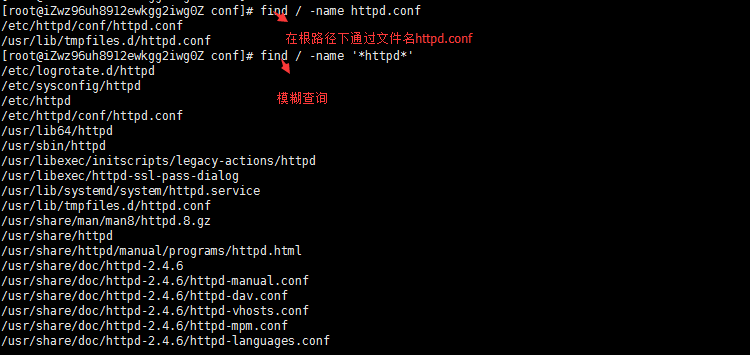 [root@iZwz96uh8912ewkgg2iwg0Z conf]# find / -name httpd.conf
/etc/httpd/conf/httpd.conf
/usr/lib/tmpfiles.d/httpd.conf
在根路径下通过文件名httpd.conf
[root@iZwz96uh8912ewkgg2iwg0Z conf]# find / -name '*httpd*'
/etc/logrotate.d/httpd
/etc/sysconfig/httpd
模糊查询
/etc/httpd
/etc/httpd/conf/httpd.conf
/usr/lib64/httpd
/usr/sbin/httpd
/usr/libexec/initscripts/legacy-actions/httpd
/usr/libexec/httpd-ssl-pass-dialog
/usr/lib/systemd/system/httpd.service
/usr/lib/tmpfiles.d/httpd.conf
/usr/share/man/man8/httpd.8.gz
/usr/share/httpd
/usr/share/httpd/manual/programs/httpd.html
/usr/share/doc/httpd-2.4.6
/usr/share/doc/httpd-2.4.6/httpd-manual.conf
/usr/share/doc/httpd-2.4.6/httpd-dav.conf
/usr/share/doc/httpd-2.4.6/httpd-vhosts.conf
/usr/share/doc/httpd-2.4.6/httpd-mpm.conf
/usr/share/doc/httpd-2.4.6/httpd-languages.conf